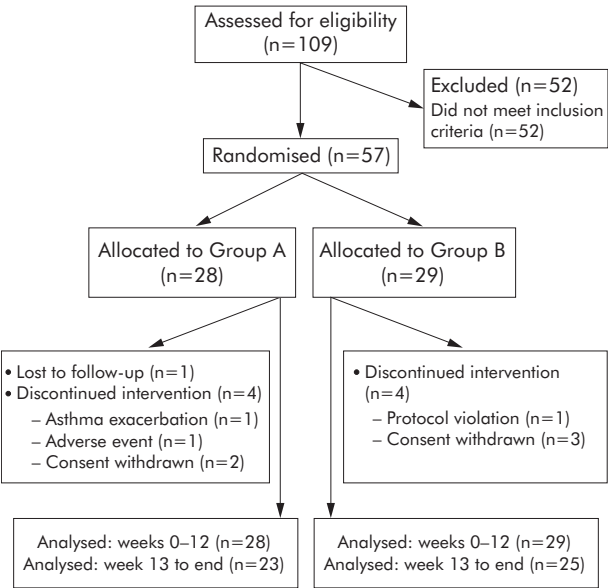 Assessed for eligibility
(n=109)
Excluded (n=52)
Did not meet inclusion
criteria (n=52)
Randomised (n=57)
Allocated to Group A
(n=28)
Allocated to Group B
(n=29)
• Lost to follow-up (n=1)
• Discontinued intervention (n=4)
– Asthma exacerbation (n=1)
– Adverse event (n=1)
– Consent withdrawn (n=2)
• Discontinued intervention
(n=4)
– Protocol violation (n=1)
– Consent withdrawn (n=3)
Analysed: weeks 0–12 (n=28)
Analysed: week 13 to end (n=23)
Analysed: weeks 0–12 (n=29)
Analysed: week 13 to end (n=25)